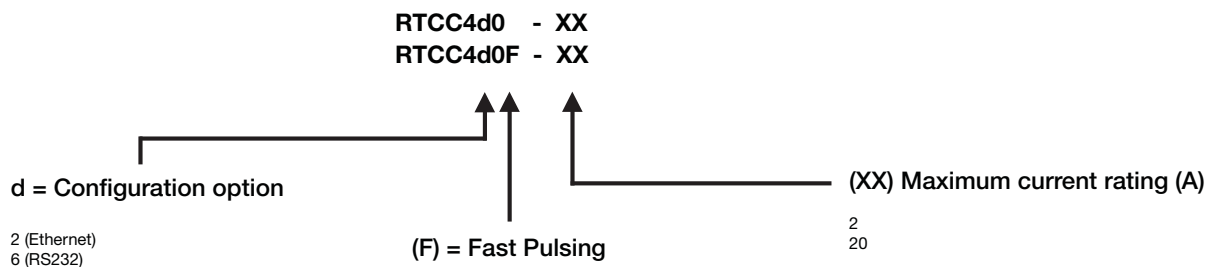 RTCC4d0 - XX
RTCC4d0F - XX
d = Configuration option
2 (Ethernet)
6 (RS232)
(F) = Fast Pulsing
(XX) Maximum current rating (A)
2
20